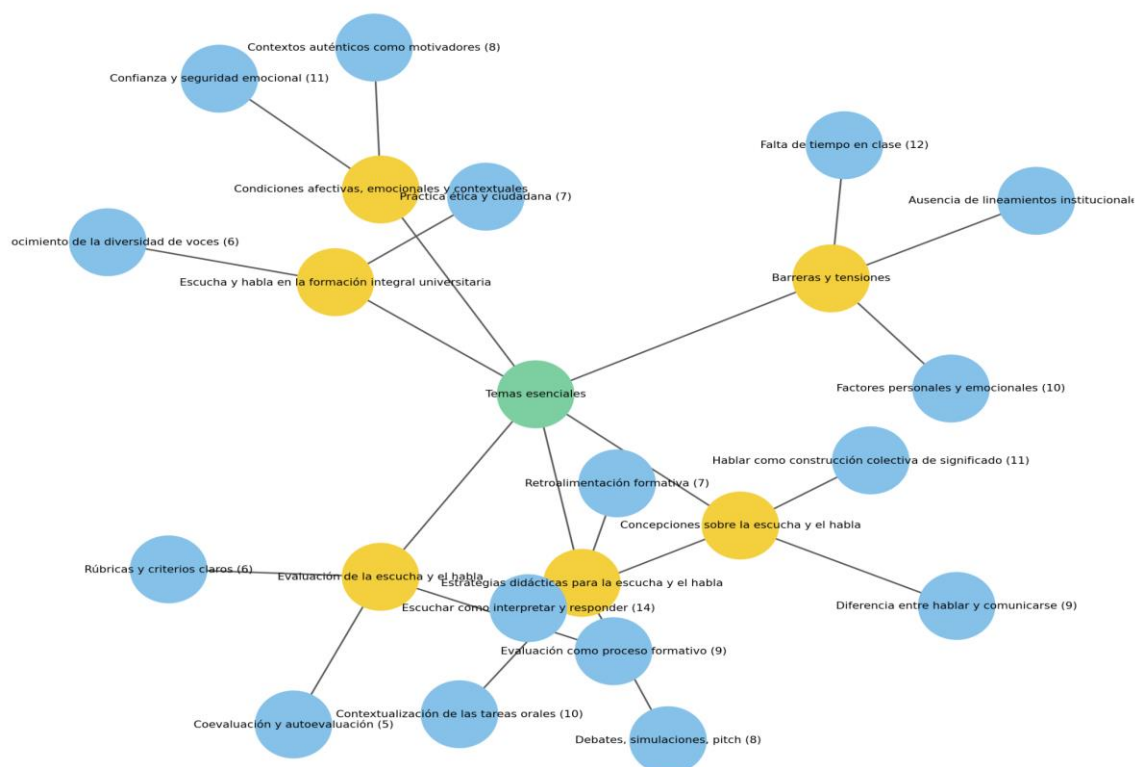 Contextos auténticos como motivadores (8)
Confianza y seguridad emocional (11)
Falta de tiempo en clase (12)
Condiciones afectivas, emocionales y contextuales
Práctica ética y ciudadana (7)
Ausencia de lineamientos institucionale
ocimiento de la diversidad de voces (6)
Escucha y habla en la formación integral universitaria
Barreras y tensiones
Temas esenciales
Factores personales y emocionales (10)
Hablar como construcción colectiva de significado (11)
Retroalimentación formativa (7)
Concepciones sobre la escucha y el habla
Rúbricas y criterios claros (6)
Evaluación de la escucha y el habla
Estrategias didácticas para la escucha y el habla
Escuchar como interpretar y responder (14)
Diferencia entre hablar y comunicarse (9)
Evaluación como proceso formativo (9)
Contextualización de las tareas orales (10)
Coevaluación y autoevaluación (5)
Debates, simulaciones, pitch (8)